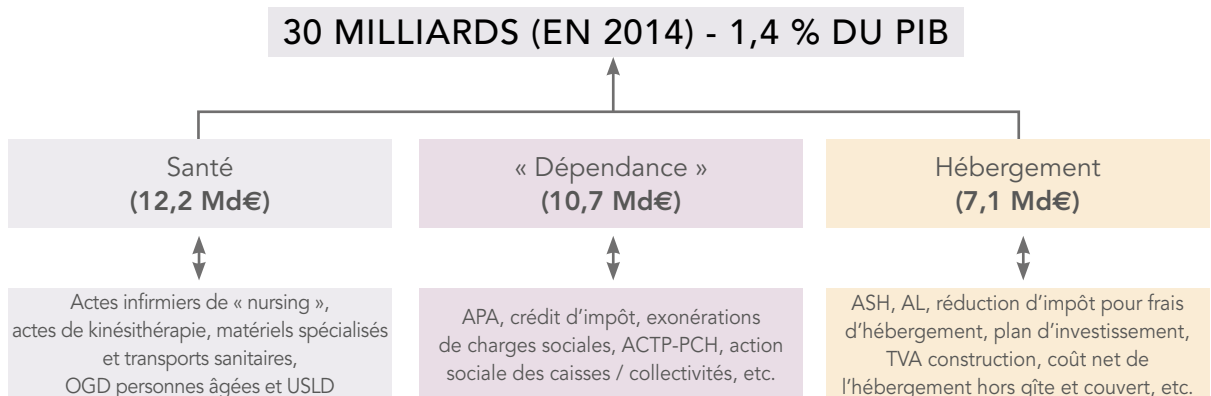 30 MILLIARDS (EN 2014) - 1,4 % DU PIB
Santé
(12,2 Md€)
« Dépendance »
(10,7 Md€)
Hébergement
(7,1 Md€)
Actes infirmiers de « nursing »,
actes de kinésithérapie, matériels spécialisés
et transports sanitaires,
OGD personnes âgées et USLD
APA, crédit d’impôt, exonérations
de charges sociales, ACTP-PCH, action
sociale des caisses / collectivités, etc.
ASH, AL, réduction d’impôt pour frais
d’hébergement, plan d’investissement,
TVA construction, coût net de
l’hébergement hors gîte et couvert, etc.